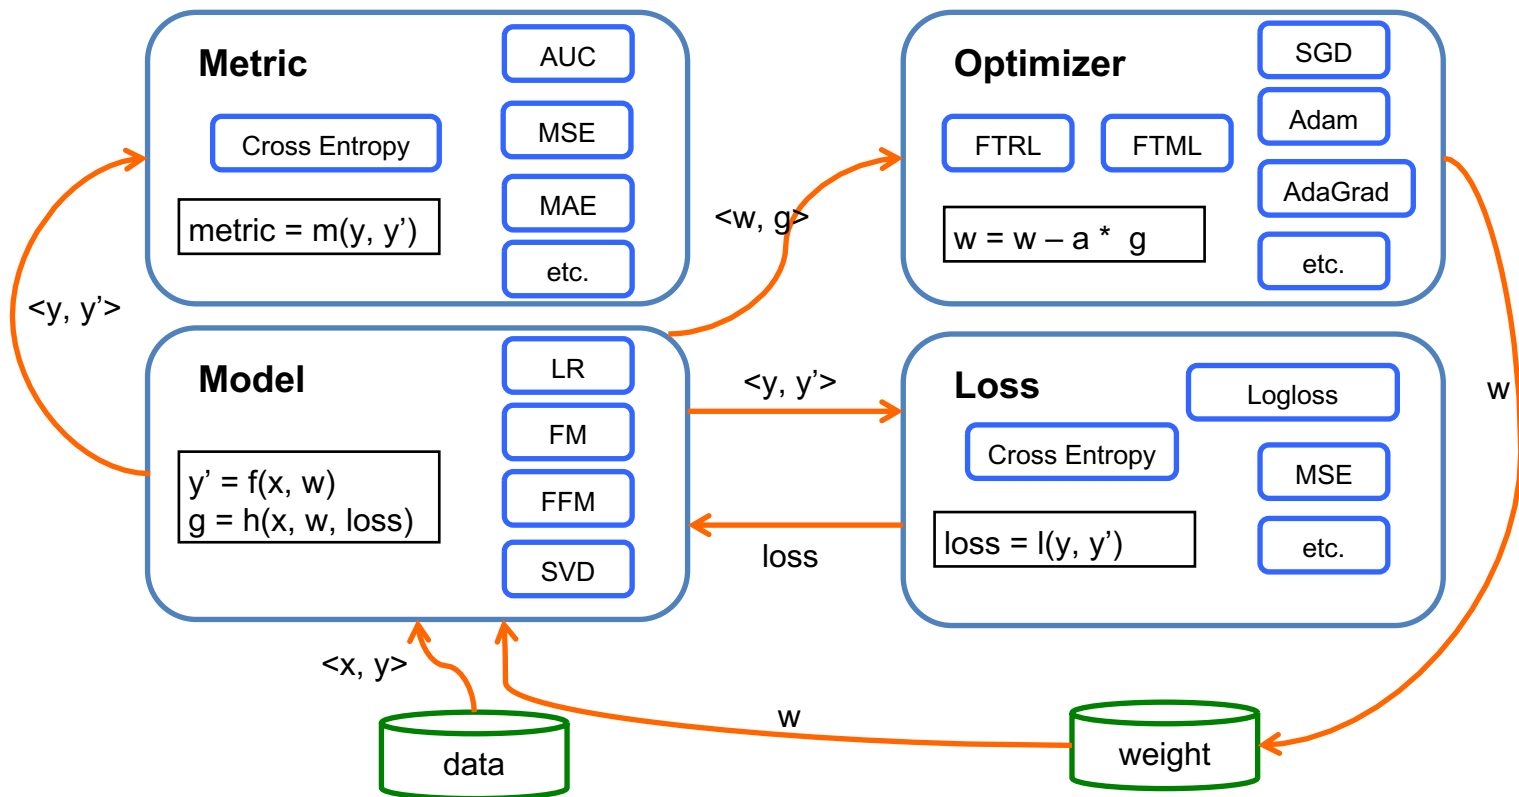 Metric
AUC
Cross Entropy
MSE
MAE
etc.
metric = m(y, y’)
Optimizer
SGD
FTRL
FTML
Adam
AdaGrad
etc.
w = w – a *  g
<w, g>
<y, y’>
Model
LR
FM
FFM
SVD
y’ = f(x, w)
g = h(x, w, loss)
<y, y’>
loss
Loss
Logloss
Cross Entropy
MSE
etc.
loss = l(y, y’)
w
<x, y>
w
data
weight